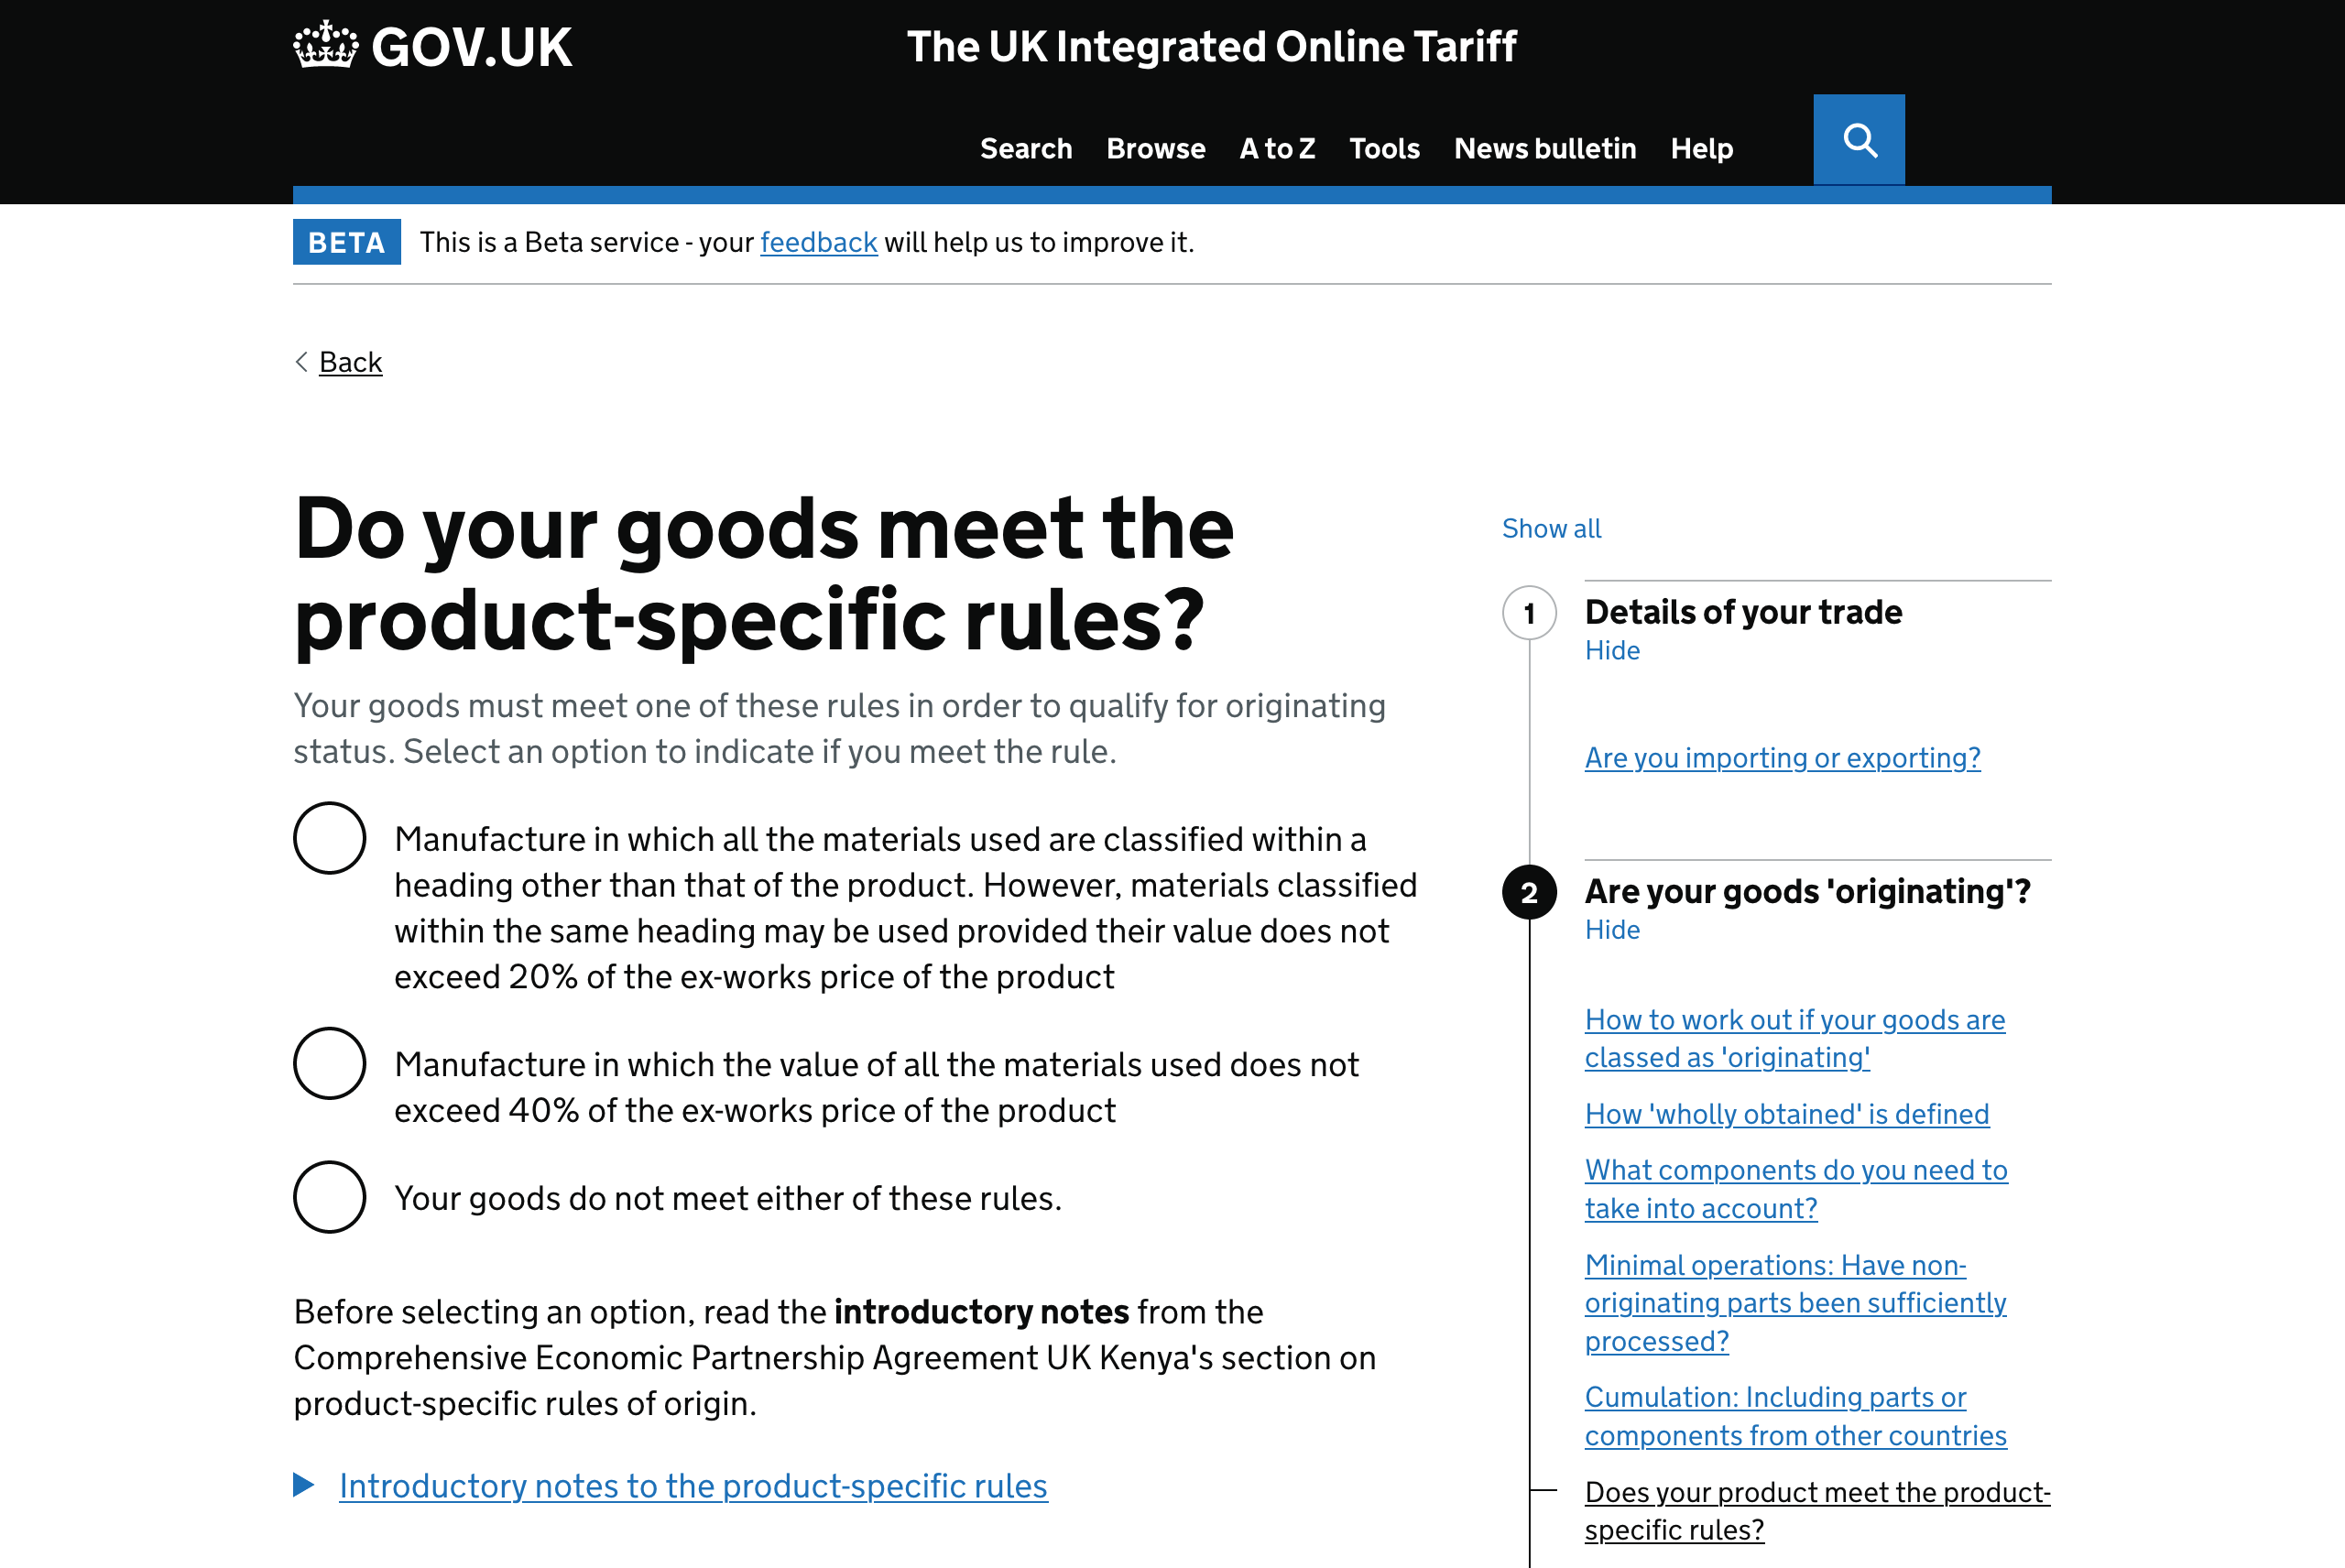 GOV.UK
The UK Integrated Online Tariff
Search Browse A to Z Tools News bulletin Help
BETA This is a Beta service - your feedback will help us to improve it.
Back
Do your goods meet the
product-specific rules?
Your goods must meet one of these rules in order to qualify for originating
status. Select an option to indicate if you meet the rule.
Manufacture in which all the materials used are classified within a
heading other than that of the product. However, materials classified
within the same heading may be used provided their value does not
exceed 20% of the ex-works price of the product
Manufacture in which the value of all the materials used does not
exceed 40% of the ex-works price of the product
Your goods do not meet either of these rules.
Before selecting an option, read the introductory notes from the
Comprehensive Economic Partnership Agreement UK Kenya's section on
product-specific rules of origin.
Introductory notes to the product-specific rules
Show all
1 Details of your trade
Hide
Are you importing or exporting?
2 Are your goods 'originating'?
Hide
How to work out if your goods are
classed as 'originating'
How 'wholly obtained' is defined
What components do you need to
take into account?
Minimal operations: Have non-
originating parts been sufficiently
processed?
Cumulation: Including parts or
components from other countries
Does your product meet the product-
specific rules?